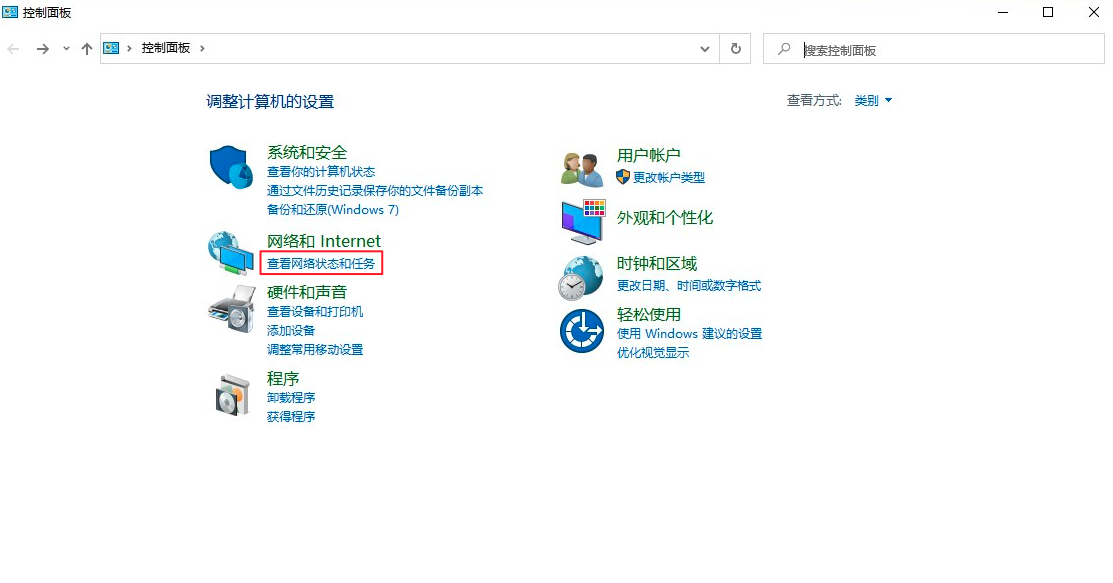 控制面板
控制面板
搜索控制面板
调整计算机的设置
查看方式: 类别
系统和安全
查看你的计算机状态
通过文件历史记录保存你的文件备份副本
备份和还原(Windows 7)
网络和 Internet
查看网络状态和任务
硬件和声音
查看设备和打印机
添加设备
调整常用移动设置
程序
卸载程序
获得程序
用户帐户
更改帐户类型
外观和个性化
时钟和区域
更改日期、时间或数字格式
轻松使用
使用 Windows 建议的设置
优化视觉显示